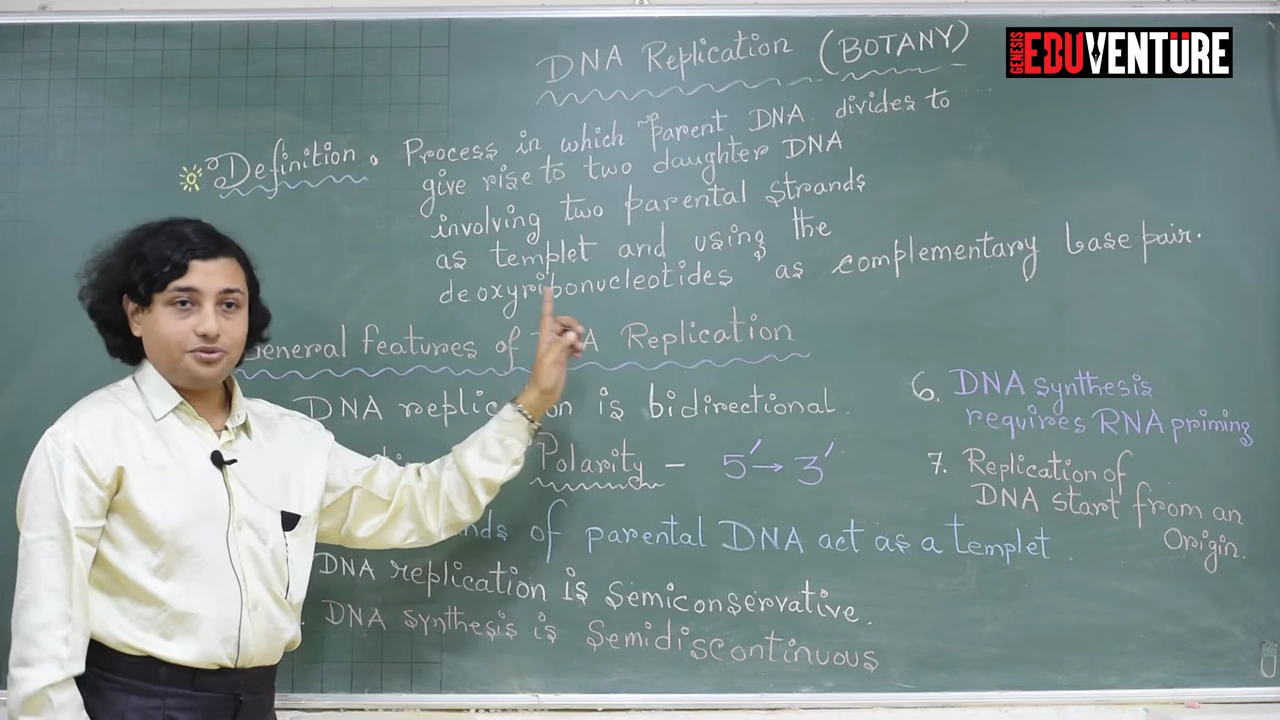 DNA Replication (BOTANY)
GENESIS EDUVENTURE
Definition. Process in which parent DNA divides to
give rise to two daughter DNA
involving two parental strands
as templet and using the
deoxyribonucleotides as complementary base pair.
General features of DNA Replication
DNA replication is bidirectional.
Polarity – 5' → 3'
of parental DNA act as a templet.
DNA replication is semiconservative.
DNA synthesis is Semidiscontinuous
6. DNA synthesis
requires RNA priming
7. Replication of
DNA start from an
Origin.